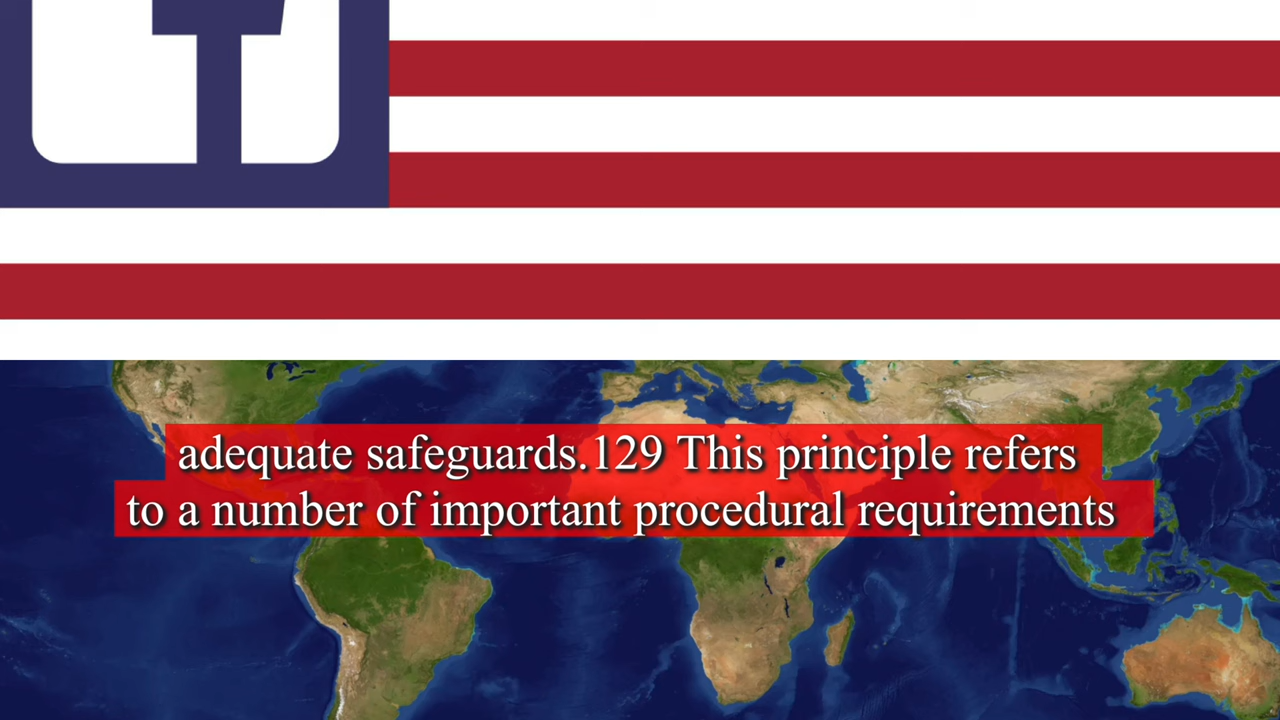 adequate safeguards.129 This principle refers
to a number of important procedural requirements